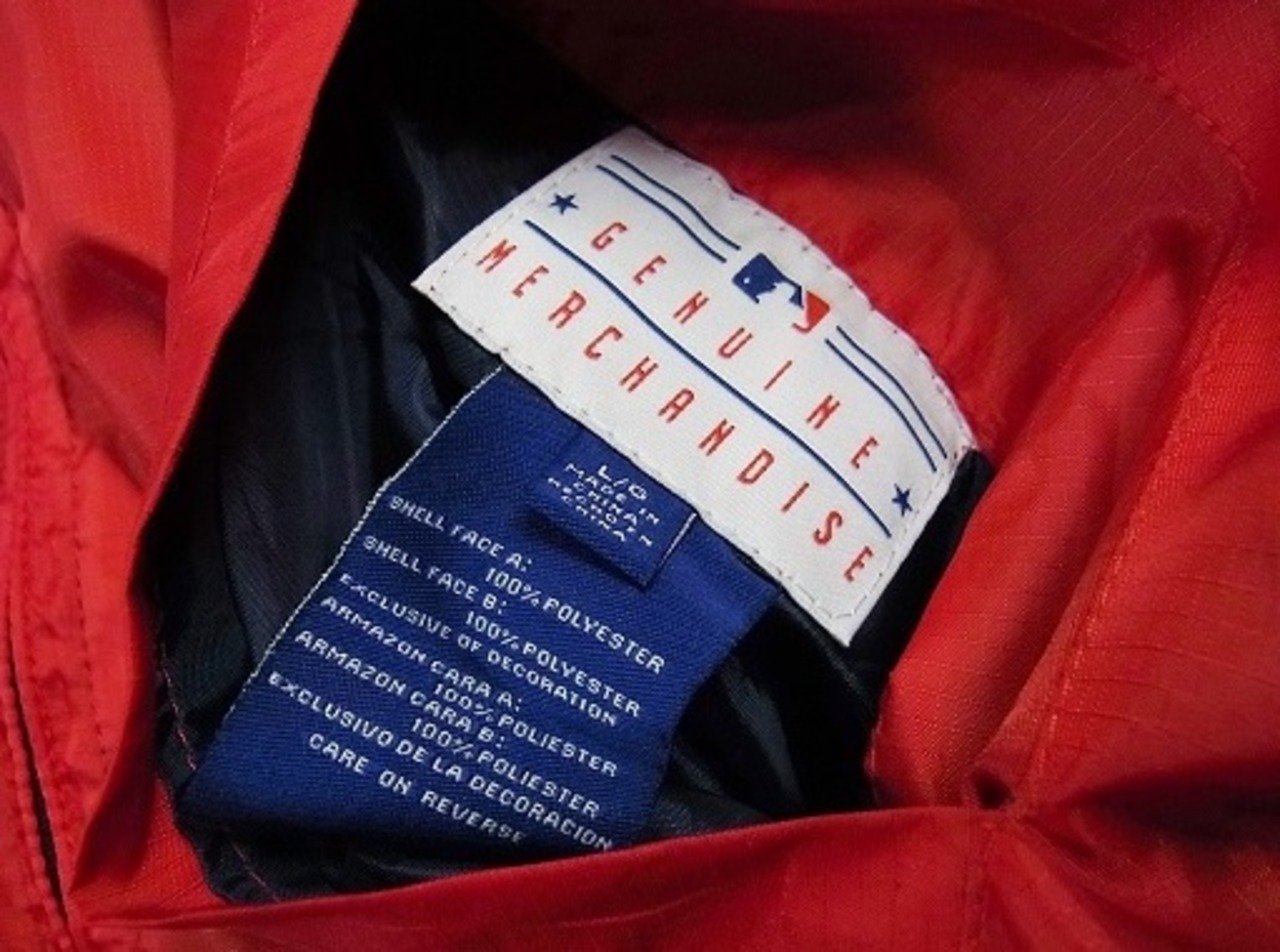 GENUINE
MERCHANDISE
L/G
MADE IN
CHINA
HECHO EN
CHINA
SHELL FACE A:
100% POLYESTER
SHELL FACE B:
100% POLYESTER
EXCLUSIVE OF DECORATION
ARMAZON CARA A:
100% POLIESTER
ARMAZON CARA B:
100% POLIESTER
EXCLUSIVO DE LA DECORACION
CARE ON REVERSE